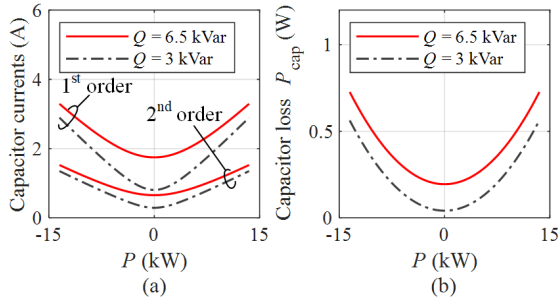 Capacitor currents (A)
6
4
2
0
Q = 6.5 kVar
Q = 3 kVar
1st order
2nd order
-15 0 15
P (kW)
(a)
Capacitor loss P cap (W)
1
0.5
0
Q = 6.5 kVar
Q = 3 kVar
-15 0 15
P (kW)
(b)